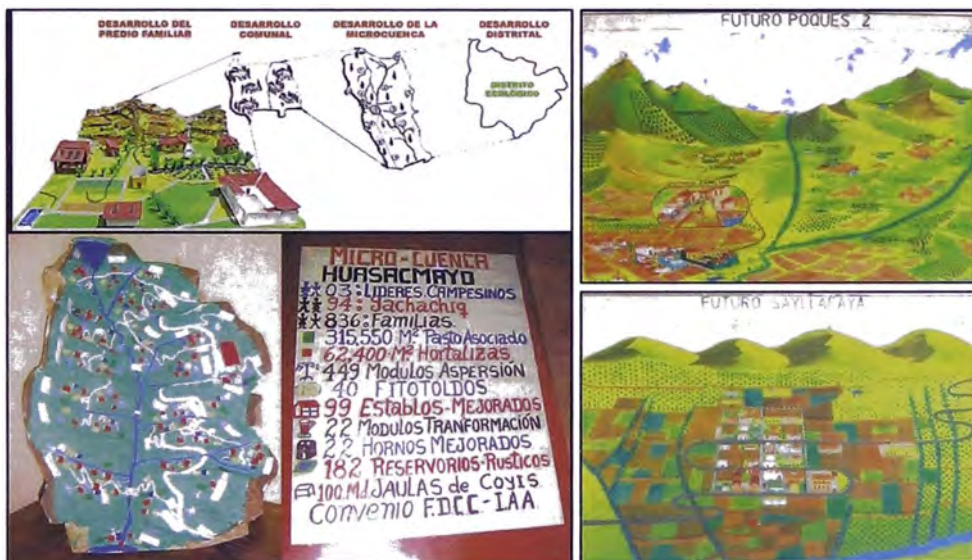 DESARROLLO DEL
PREDIO FAMILIAR
DESARROLLO
COMUNAL
DESARROLLO DE LA
MICROCUENCA
DESARROLLO
DISTRITAL
DISTRITO
ECOLÓGICO
MICRO-CUENCA
HUASACMAYO
03: LIDERES CAMPESINOS
94: Yachachiq
836: Familias
315,550 M² Pasto Asociado
62,400 M² Hortalizas
449 Modulos Aspersión
40 FITOTOLDOS
99 Establos-MEJORADOS
22 Modulos TRANFORMACIÓN
22 HORNOS MEJORADOS
182 RESERVORIOS-Rusticos
100 M.d JAULAS de Coyis
Convenio F.DCC-IAA
FUTURO POQUES 2
FUTURO SAYLLAFAYA